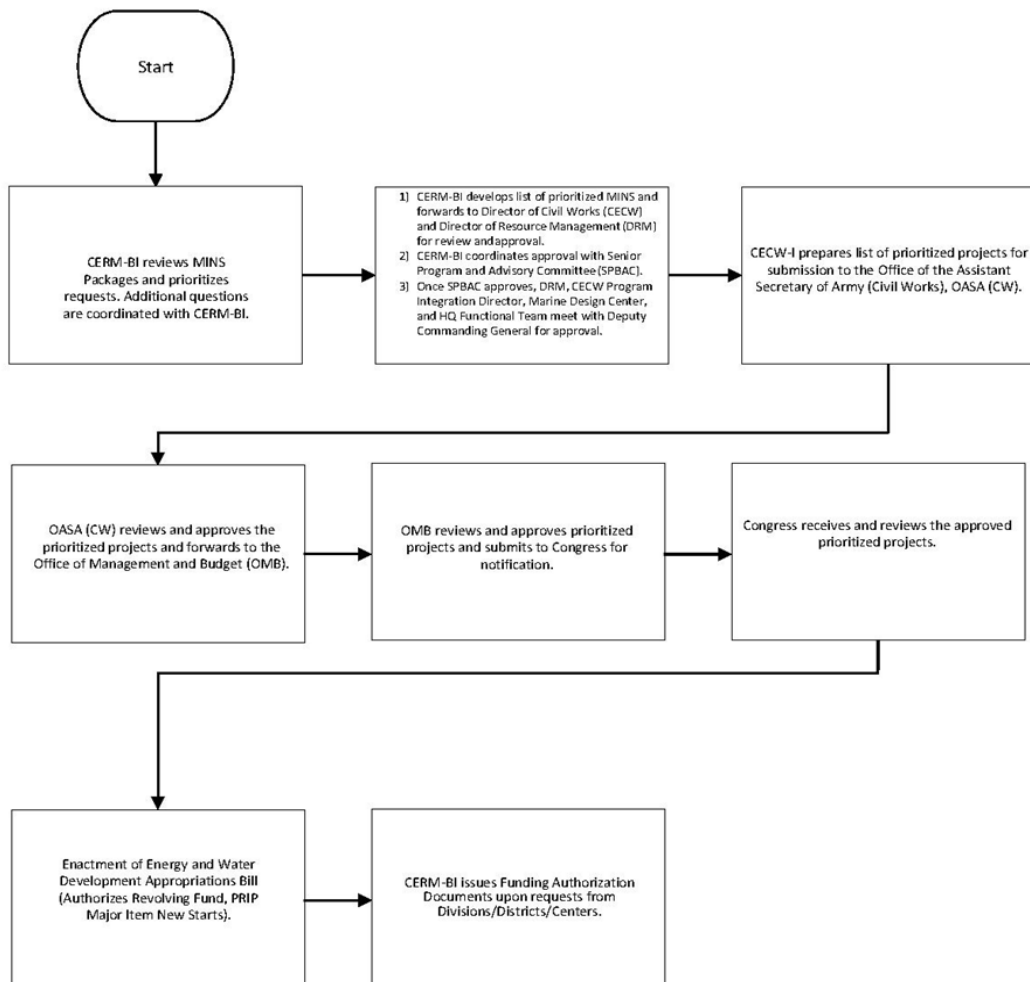 Start
CERM-BI reviews MINS
Packages and prioritizes
requests. Additional questions
are coordinated with CERM-BI.
1) CERM-BI develops list of prioritized MINS and
forwards to Director of Civil Works (CECW)
and Director of Resource Management (DRM)
for review and approval.
2) CERM-BI coordinates approval with Senior
Program and Advisory Committee (SPBAC).
3) Once SPBAC approves, DRM, CECW Program
Integration Director, Marine Design Center,
and HQ Functional Team meet with Deputy
Commanding General for approval.
CECW-I prepares list of prioritized projects for
submission to the Office of the Assistant
Secretary of Army (Civil Works), OASA (CW).
OASA (CW) reviews and approves the
prioritized projects and forwards to the
Office of Management and Budget (OMB).
OMB reviews and approves prioritized
projects and submits to Congress for
notification.
Congress receives and reviews the approved
prioritized projects.
Enactment of Energy and Water
Development Appropriations Bill
(Authorizes Revolving Fund, PRIP
Major Item New Starts).
CERM-BI issues Funding Authorization
Documents upon requests from
Divisions/Districts/Centers.